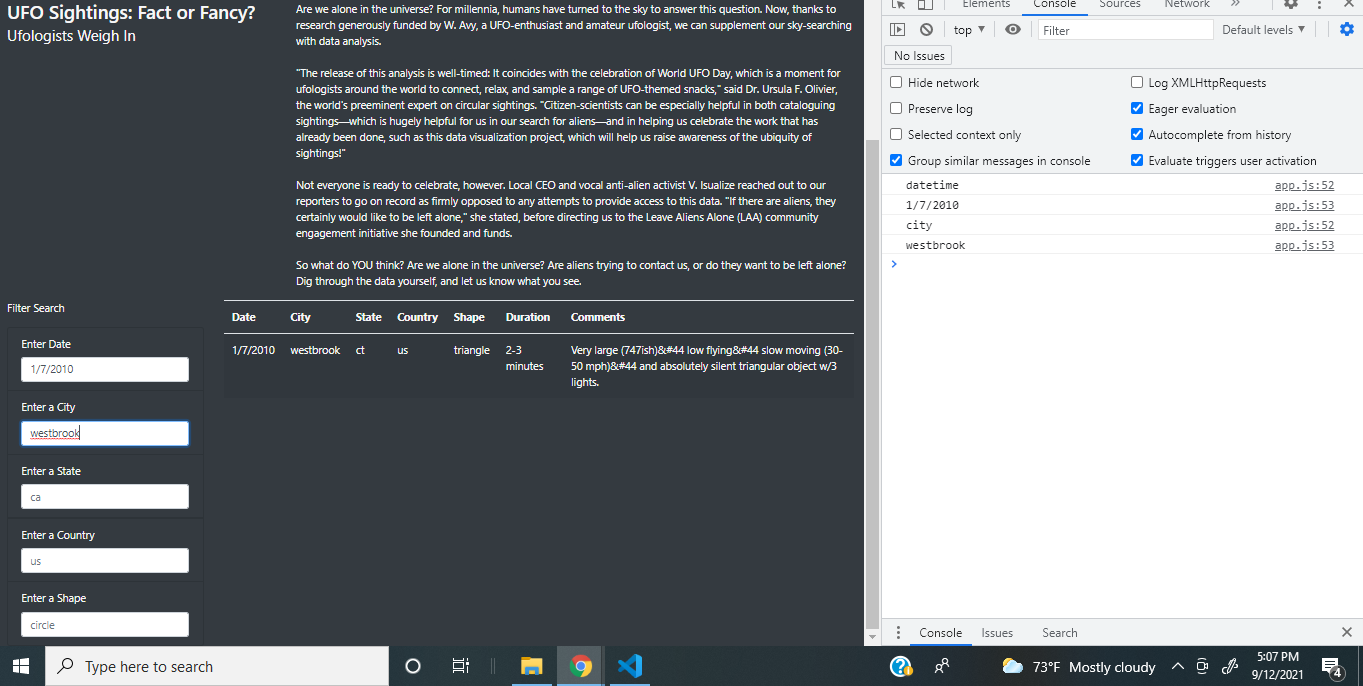 UFO Sightings: Fact or Fancy?
Ufologists Weigh In
Are we alone in the universe? For millennia, humans have turned to the sky to answer this question. Now, thanks to
research generously funded by W. Avy, a UFO-enthusiast and amateur ufologist, we can supplement our sky-searching
with data analysis.
"The release of this analysis is well-timed: It coincides with the celebration of World UFO Day, which is a moment for
ufologists around the world to connect, relax, and sample a range of UFO-themed snacks," said Dr. Ursula F. Olivier,
the world's preeminent expert on circular sightings. "Citizen-scientists can be especially helpful in both cataloguing
sightings—which is hugely helpful for us in our search for aliens—and in helping us celebrate the work that has
already been done, such as this data visualization project, which will help us raise awareness of the ubiquity of
sightings!"
Not everyone is ready to celebrate, however. Local CEO and vocal anti-alien activist V. Isualize reached out to our
reporters to go on record as firmly opposed to any attempts to provide access to this data. "If there are aliens, they
certainly would like to be left alone," she stated, before directing us to the Leave Aliens Alone (LAA) community
engagement initiative she founded and funds.
So what do YOU think? Are we alone in the universe? Are aliens trying to contact us, or do they want to be left alone?
Dig through the data yourself, and let us know what you see.
Filter Search
Enter Date
1/7/2010
Enter a City
westbrook
Enter a State
ca
Enter a Country
us
Enter a Shape
circle
Date City State Country Shape Duration Comments
1/7/2010 westbrook ct us triangle 2-3 Very large (747ish)&#44 low flying&#44 slow moving (30-
minutes 50 mph)&#44 and absolutely silent triangular object w/3
lights.
Elements Console Sources Network »
top ▼ Filter Default levels ▼
No Issues
Hide network Log XMLHttpRequests
Preserve log Eager evaluation
Selected context only Autocomplete from history
Group similar messages in console Evaluate triggers user activation
datetime app.js:52
1/7/2010 app.js:53
city app.js:52
westbrook app.js:53
>
Console Issues Search
Type here to search
73°F Mostly cloudy
5:07 PM
9/12/2021
4